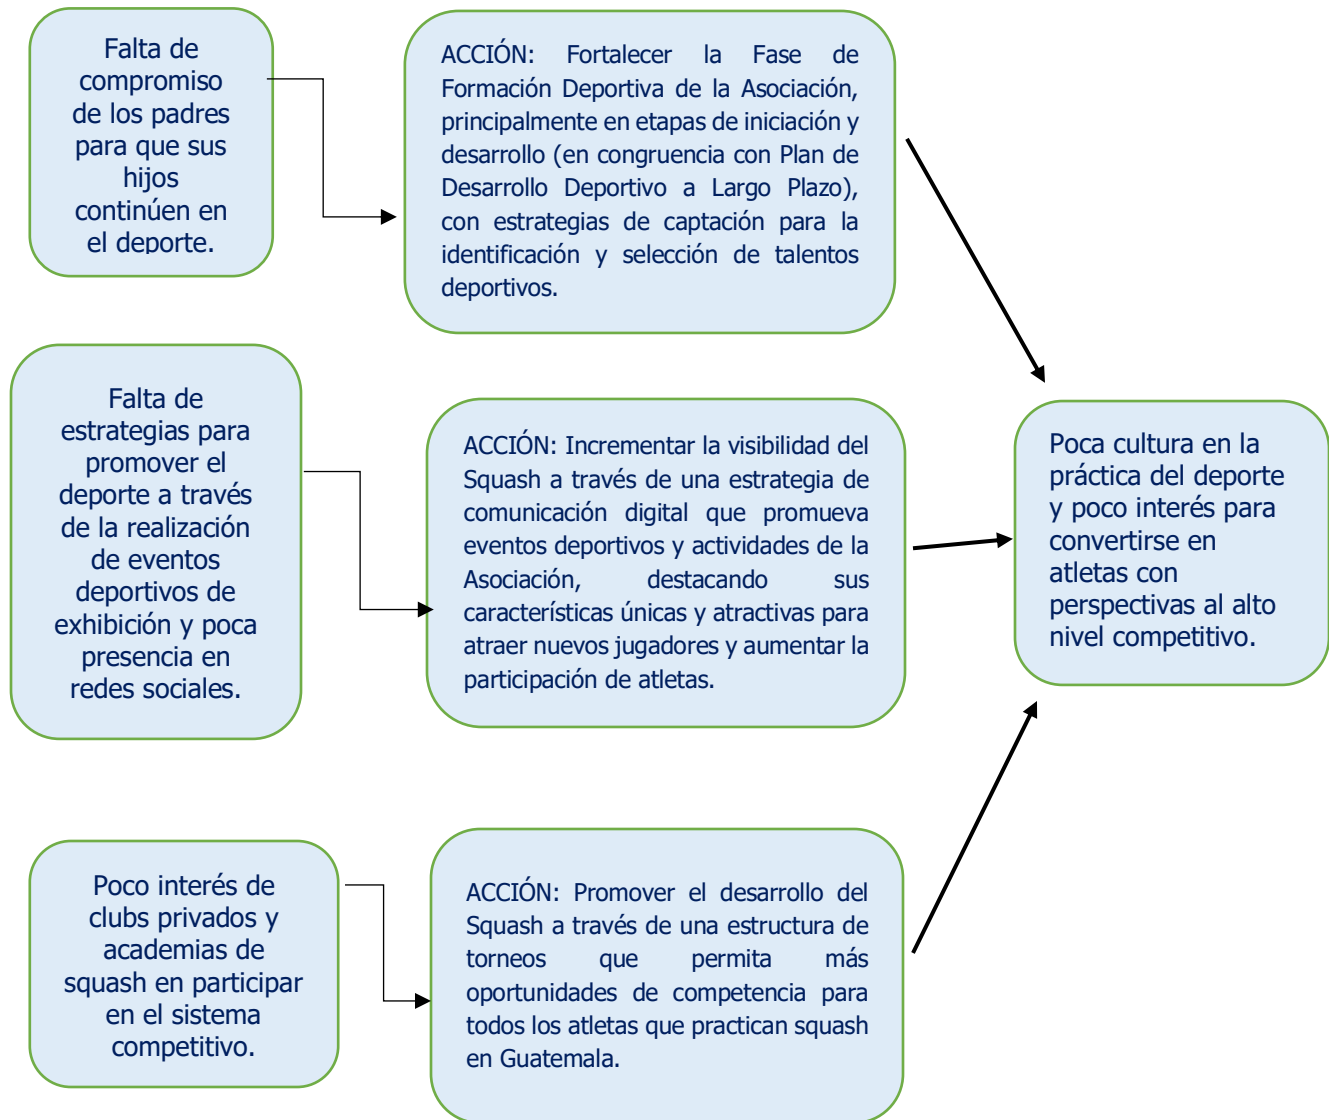 Falta de
compromiso
de los padres
para que sus
hijos
continúen en
el deporte.
ACCIÓN: Fortalecer la Fase de
Formación Deportiva de la Asociación,
principalmente en etapas de iniciación y
desarrollo (en congruencia con Plan de
Desarrollo Deportivo a Largo Plazo),
con estrategias de captación para la
identificación y selección de talentos
deportivos.
Falta de
estrategias para
promover el
deporte a través
de la realización
de eventos
deportivos de
exhibición y poca
presencia en
redes sociales.
ACCIÓN: Incrementar la visibilidad del
Squash a través de una estrategia de
comunicación digital que promueva
eventos deportivos y actividades de la
Asociación, destacando sus
características únicas y atractivas para
atraer nuevos jugadores y aumentar la
participación de atletas.
Poca cultura en la
práctica del deporte
y poco interés para
convertirse en
atletas con
perspectivas al alto
nivel competitivo.
Poco interés de
clubs privados y
academias de
squash en participar
en el sistema
competitivo.
ACCIÓN: Promover el desarrollo del
Squash a través de una estructura de
torneos que permita más
oportunidades de competencia para
todos los atletas que practican squash
en Guatemala.